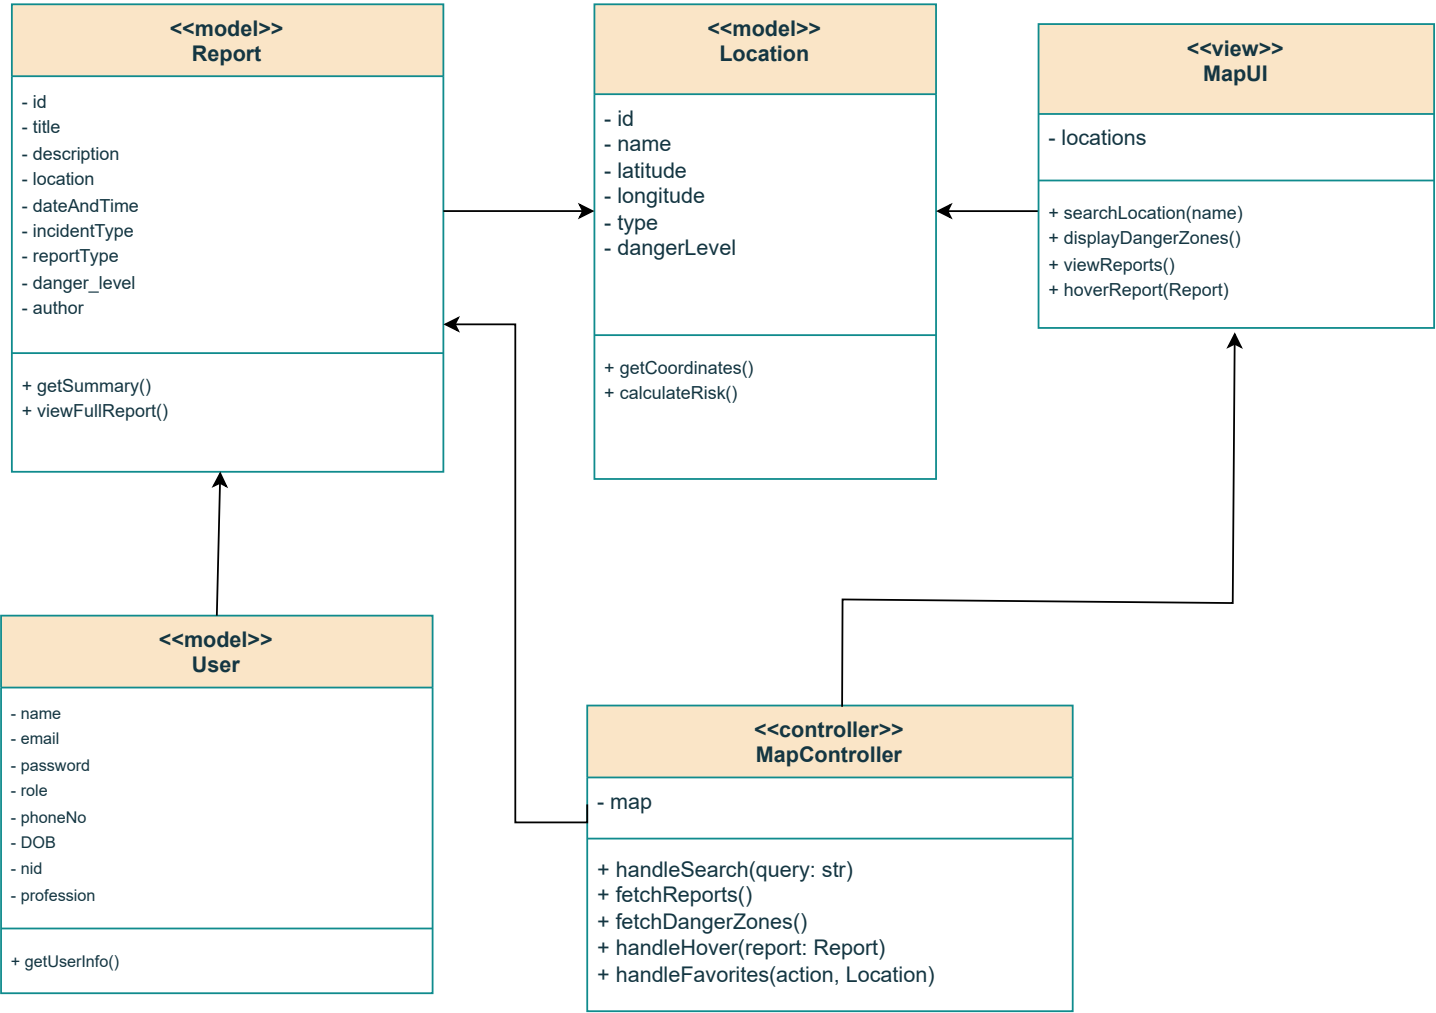 <<model>>
Report
- id
- title
- description
- location
- dateAndTime
- incidentType
- reportType
- danger_level
- author
+ getSummary()
+ viewFullReport()
<<model>>
Location
- id
- name
- latitude
- longitude
- type
- dangerLevel
+ getCoordinates()
+ calculateRisk()
<<view>>
MapUI
- locations
+ searchLocation(name)
+ displayDangerZones()
+ viewReports()
+ hoverReport(Report)
<<model>>
User
- name
- email
- password
- role
- phoneNo
- DOB
- nid
- profession
+ getUserInfo()
<<controller>>
MapController
- map
+ handleSearch(query: str)
+ fetchReports()
+ fetchDangerZones()
+ handleHover(report: Report)
+ handleFavorites(action, Location)